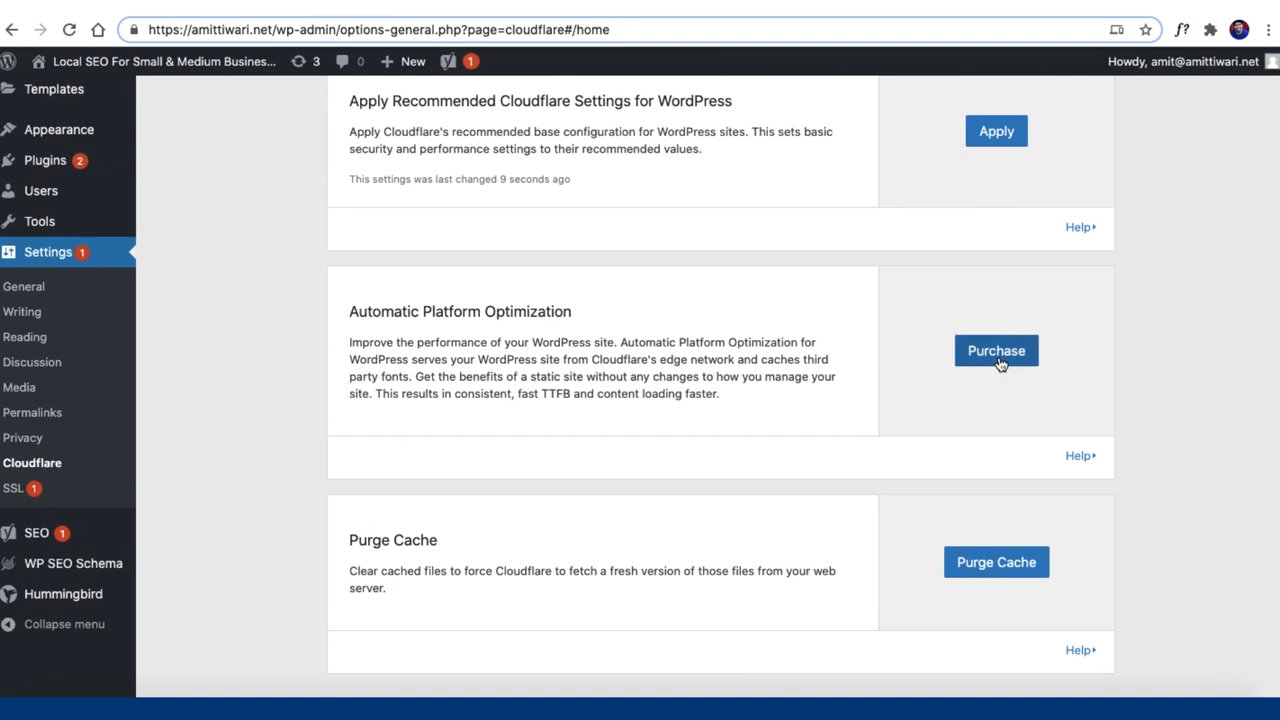 https://amittiwari.net/wp-admin/options-general.php?page=cloudflare#/home
f?
Local SEO For Small & Medium Busines... 3 0 New 1 Howdy, amit@amittiwari.net
Templates
Appearance
Plugins 2
Users
Tools
Settings 1
General
Writing
Reading
Discussion
Media
Permalinks
Privacy
Cloudflare
SSL 1
SEO 1
WP SEO Schema
Hummingbird
Collapse menu
Apply Recommended Cloudflare Settings for WordPress
Apply Cloudflare's recommended base configuration for WordPress sites. This sets basic
security and performance settings to their recommended values.
This settings was last changed 9 seconds ago
Apply
Help
Automatic Platform Optimization
Improve the performance of your WordPress site. Automatic Platform Optimization for
WordPress serves your WordPress site from Cloudflare's edge network and caches third
party fonts. Get the benefits of a static site without any changes to how you manage your
site. This results in consistent, fast TTFB and content loading faster.
Purchase
Help
Purge Cache
Clear cached files to force Cloudflare to fetch a fresh version of those files from your web
server.
Purge Cache
Help